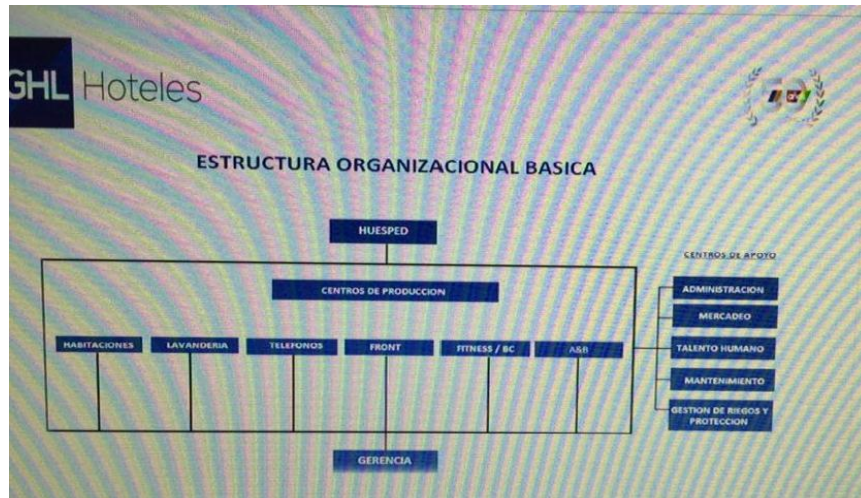 GHL Hoteles
50
ESTRUCTURA ORGANIZACIONAL BASICA
HUESPED
CENTROS DE APOYO
CENTROS DE PRODUCCION
ADMINISTRACION
MERCADEO
HABITACIONES
LAVANDERIA
TELEFONOS
FRONT
FITNESS / BC
A&B
TALENTO HUMANO
MANTENIMIENTO
GESTION DE RIEGOS Y
PROTECCION
GERENCIA